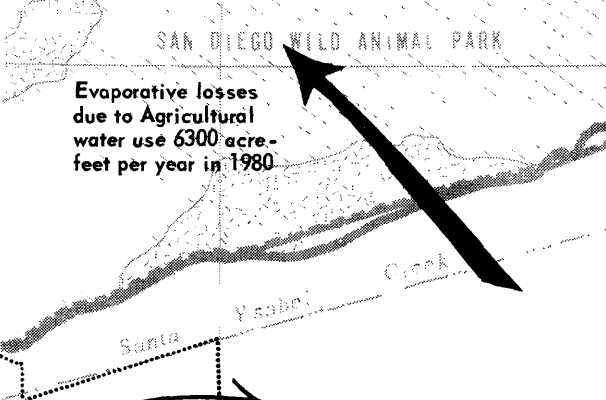 SAN DIEGO WILD ANIMAL PARK
Evaporative losses
due to Agricultural
water use 6300 acre-
feet per year in 1980
Santa Ysabel Creek